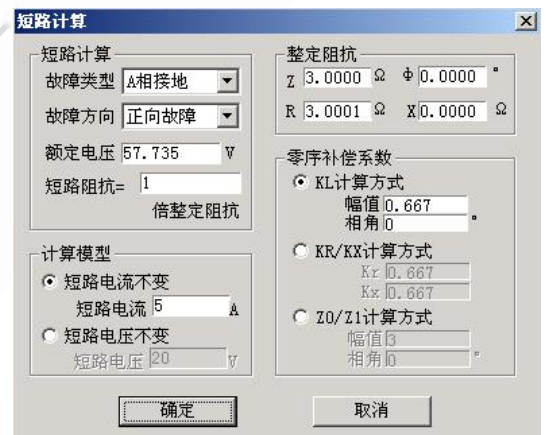 短路计算
短路计算
故障类型 A相接地
故障方向 正向故障
额定电压 57.735 V
短路阻抗= 1
倍整定阻抗
计算模型
短路电流不变
短路电流 5 A
短路电压不变
短路电压 20 V
整定阻抗
Z 3.0000 Ω Φ 0.0000 °
R 3.0001 Ω X 0.0000 Ω
零序补偿系数
KL计算方式
幅值 0.667
相角 0 °
KR/KX计算方式
Kr 0.667
Kx 0.667
Z0/Z1计算方式
幅值 3
相角 0 °
确定
取消